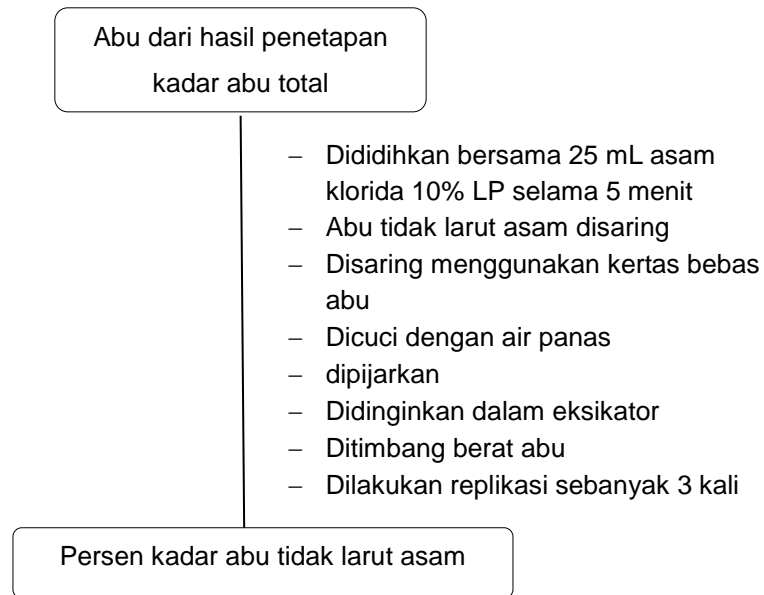 Abu dari hasil penetapan
kadar abu total
– Dididihkan bersama 25 mL asam
klorida 10% LP selama 5 menit
– Abu tidak larut asam disaring
– Disaring menggunakan kertas bebas
abu
– Dicuci dengan air panas
– dipijarkan
– Didinginkan dalam eksikator
– Ditimbang berat abu
– Dilakukan replikasi sebanyak 3 kali
Persen kadar abu tidak larut asam